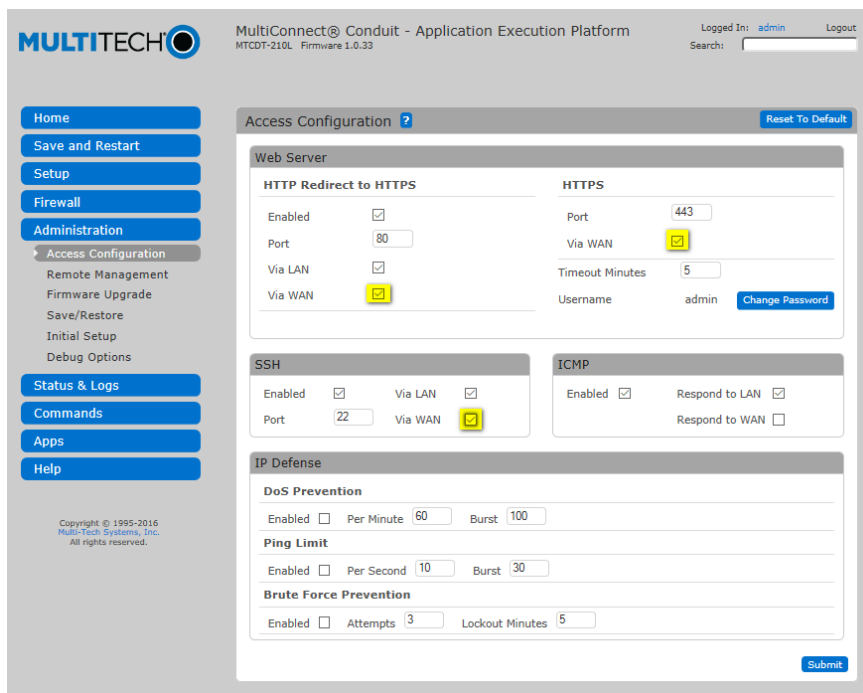 MULTITECH
MultiConnect® Conduit - Application Execution Platform
MTCDT-210L Firmware 1.0.33
Logged In: admin Logout
Search:
Home
Save and Restart
Setup
Firewall
Administration
Access Configuration
Remote Management
Firmware Upgrade
Save/Restore
Initial Setup
Debug Options
Status & Logs
Commands
Apps
Help
Copyright © 1995-2016
Multi-Tech Systems, Inc.
All rights reserved.
Access Configuration ? Reset To Default
Web Server
HTTP Redirect to HTTPS
Enabled
Port 80
Via LAN
Via WAN
HTTPS
Port 443
Via WAN
Timeout Minutes 5
Username admin Change Password
SSH
Enabled Via LAN
Port 22 Via WAN
ICMP
Enabled Respond to LAN
Respond to WAN
IP Defense
DoS Prevention
Enabled Per Minute 60 Burst 100
Ping Limit
Enabled Per Second 10 Burst 30
Brute Force Prevention
Enabled Attempts 3 Lockout Minutes 5
Submit